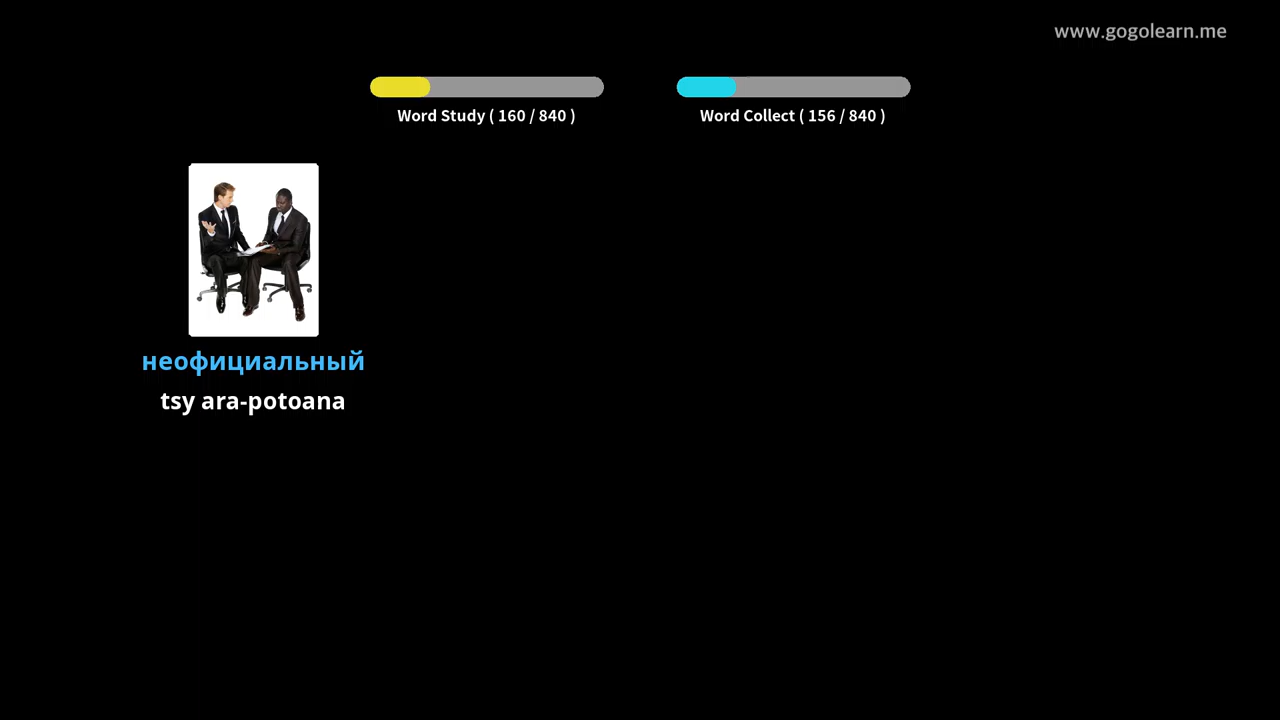 www.gogolearn.me
Word Study ( 160 / 840 )
Word Collect ( 156 / 840 )
неофициальный
tsy ara-potoana